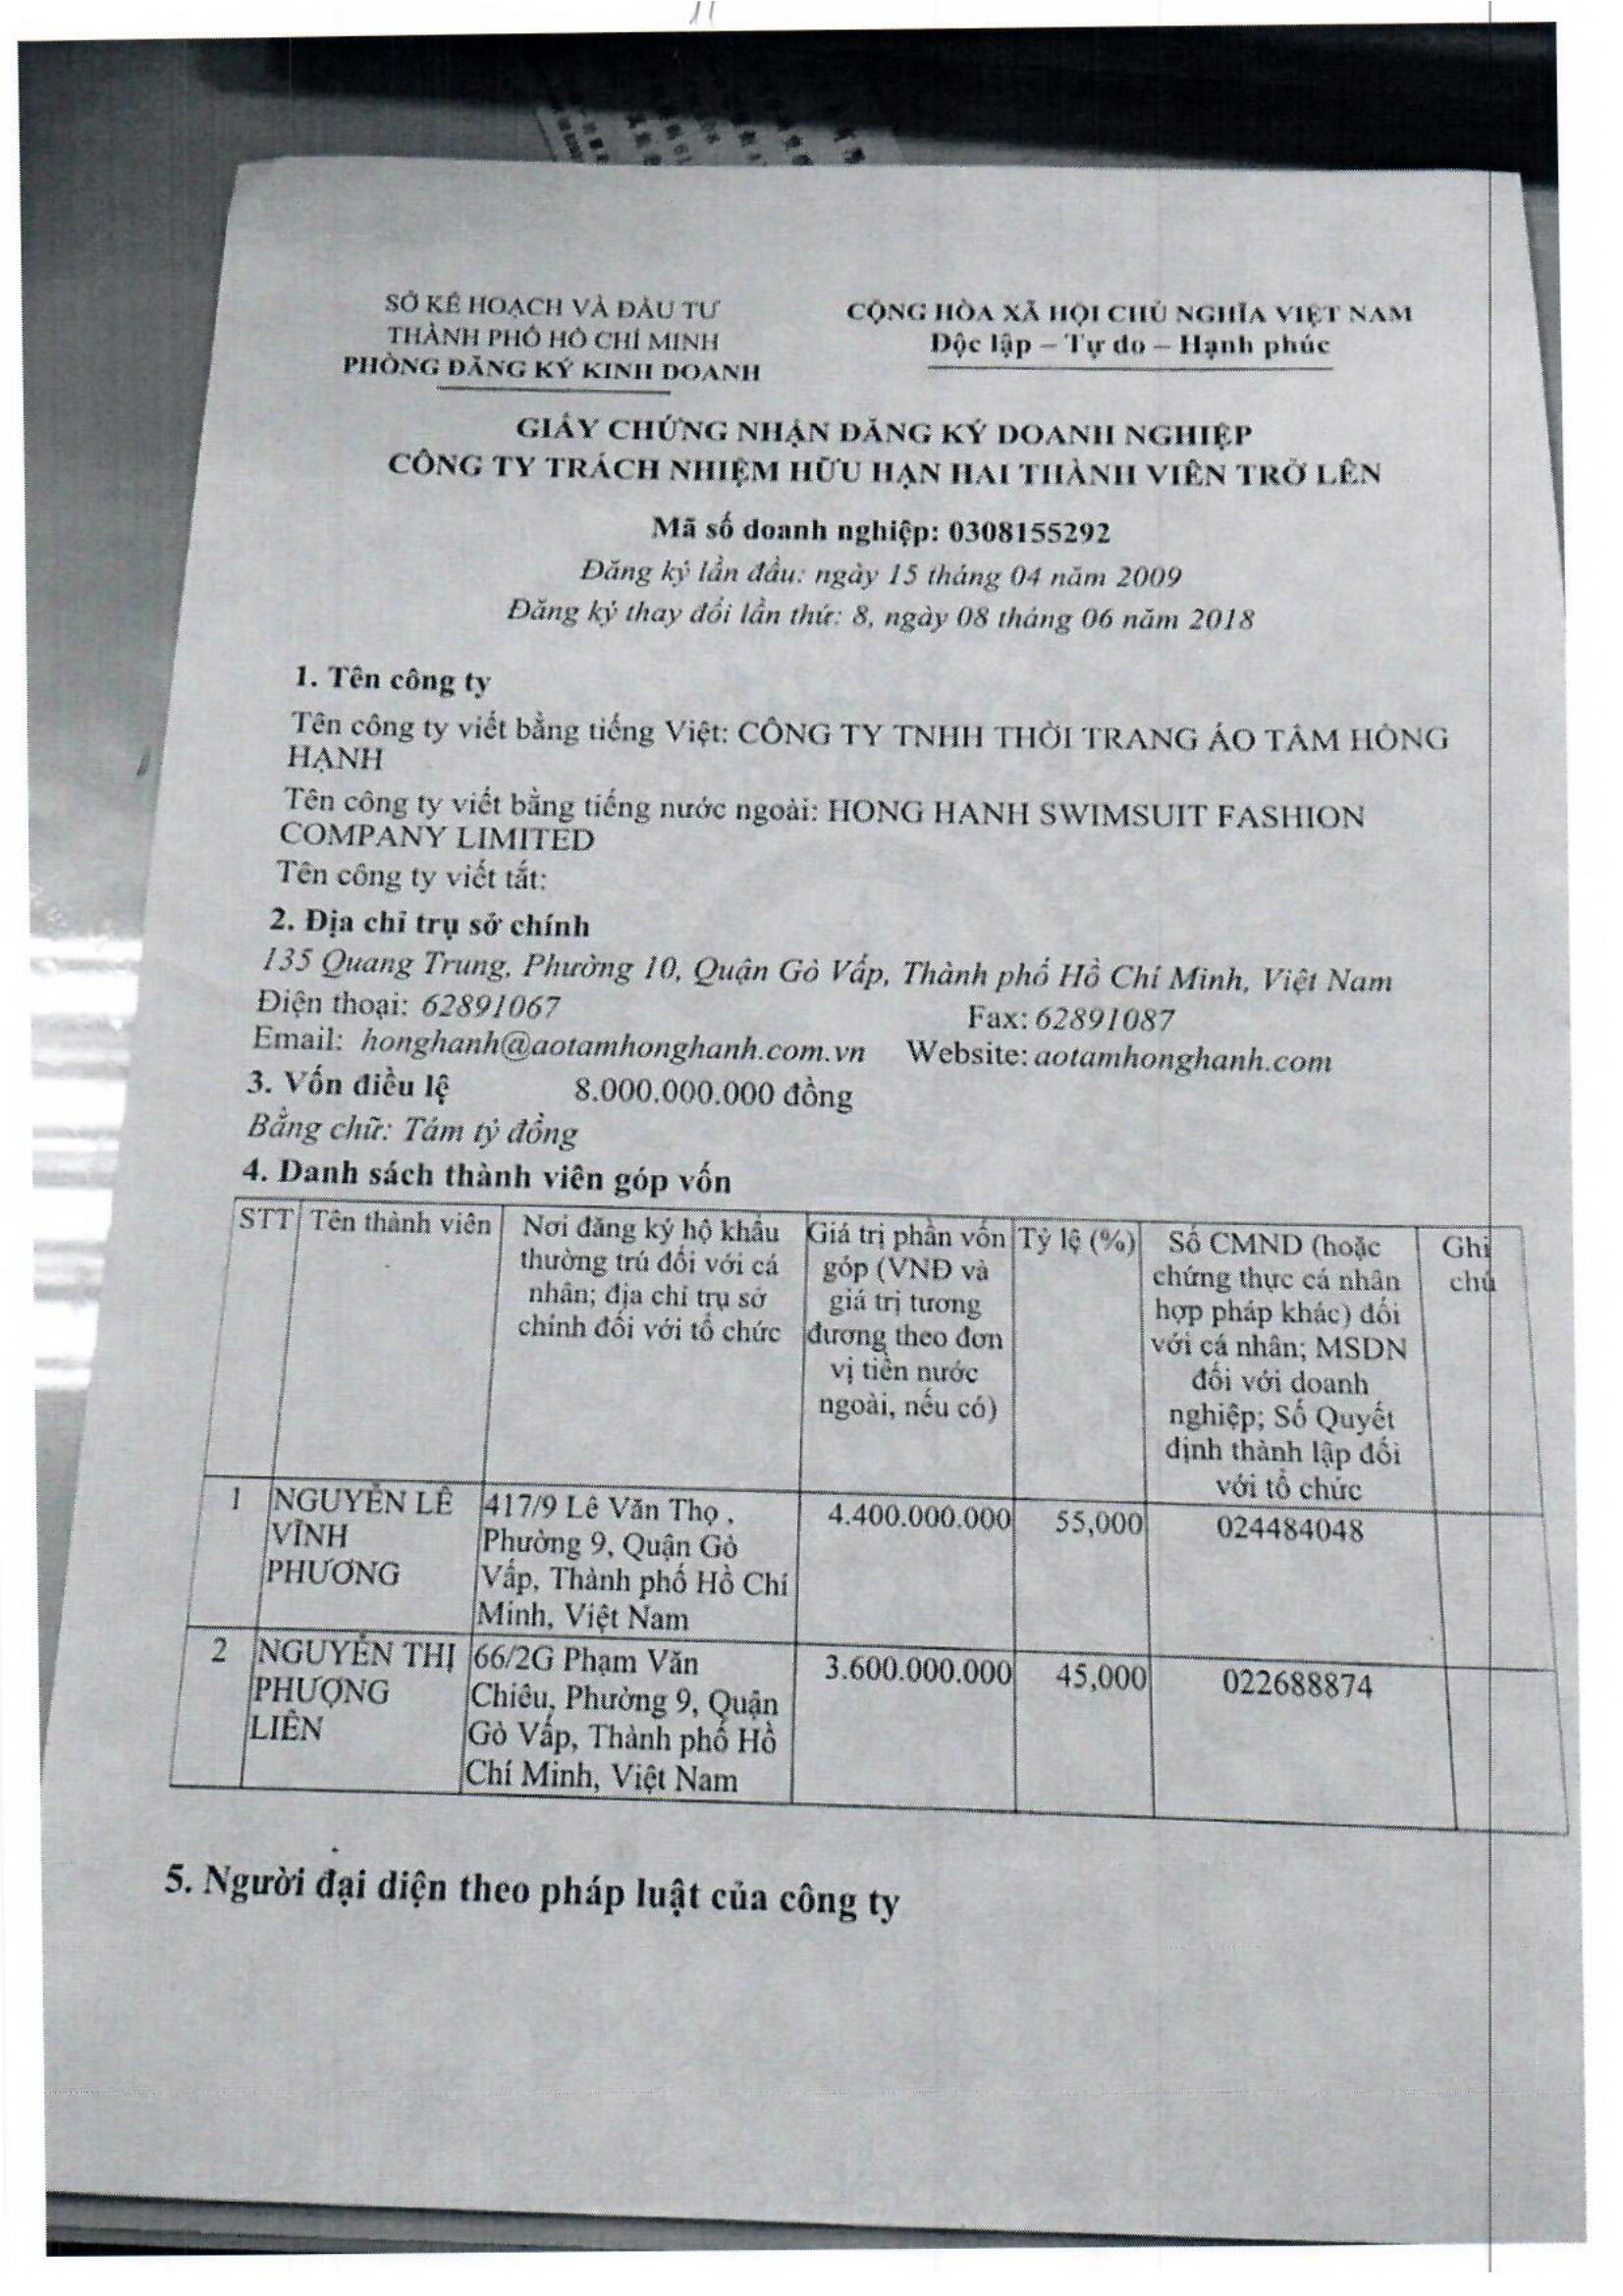 SỞ KẾ HOẠCH VÀ ĐẦU TƯ
THÀNH PHỐ HỒ CHÍ MINH
PHÒNG ĐĂNG KÝ KINH DOANH
CỘNG HÒA XÃ HỘI CHỦ NGHĨA VIỆT NAM
Độc lập – Tự do – Hạnh phúc
GIẤY CHỨNG NHẬN ĐĂNG KÝ DOANH NGHIỆP
CÔNG TY TRÁCH NHIỆM HỮU HẠN HAI THÀNH VIÊN TRỞ LÊN
Mã số doanh nghiệp: 0308155292
Đăng ký lần đầu: ngày 15 tháng 04 năm 2009
Đăng ký thay đổi lần thứ: 8, ngày 08 tháng 06 năm 2018
1. Tên công ty
Tên công ty viết bằng tiếng Việt: CÔNG TY TNHH THỜI TRANG ÁO TẮM HỒNG
HẠNH
Tên công ty viết bằng tiếng nước ngoài: HONG HANH SWIMSUIT FASHION
COMPANY LIMITED
Tên công ty viết tắt:
2. Địa chỉ trụ sở chính
135 Quang Trung, Phường 10, Quận Gò Vấp, Thành phố Hồ Chí Minh, Việt Nam
Điện thoại: 62891067 Fax: 62891087
Email: honghanh@aotamhonghanh.com.vn Website: aotamhonghanh.com
3. Vốn điều lệ 8.000.000.000 đồng
Bằng chữ: Tám tỷ đồng
4. Danh sách thành viên góp vốn
STT Tên thành viên Nơi đăng ký hộ khẩu Giá trị phần vốn Tỷ lệ (%) Số CMND (hoặc Ghi
thường trú đối với cá góp (VNĐ và chứng thực cá nhân chú
nhân; địa chỉ trụ sở giá trị tương hợp pháp khác) đối
chính đối với tổ chức đương theo đơn với cá nhân; MSDN
vị tiền nước đối với doanh
ngoài, nếu có) nghiệp; Số Quyết
định thành lập đối
với tổ chức
1 NGUYỄN LÊ 417/9 Lê Văn Thọ , 4.400.000.000 55,000 024484048
VĨNH Phường 9, Quận Gò
PHƯƠNG Vấp, Thành phố Hồ Chí
Minh, Việt Nam
2 NGUYỄN THỊ 66/2G Phạm Văn 3.600.000.000 45,000 022688874
PHƯỢNG Chiêu, Phường 9, Quận
LIÊN Gò Vấp, Thành phố Hồ
Chí Minh, Việt Nam
5. Người đại diện theo pháp luật của công ty